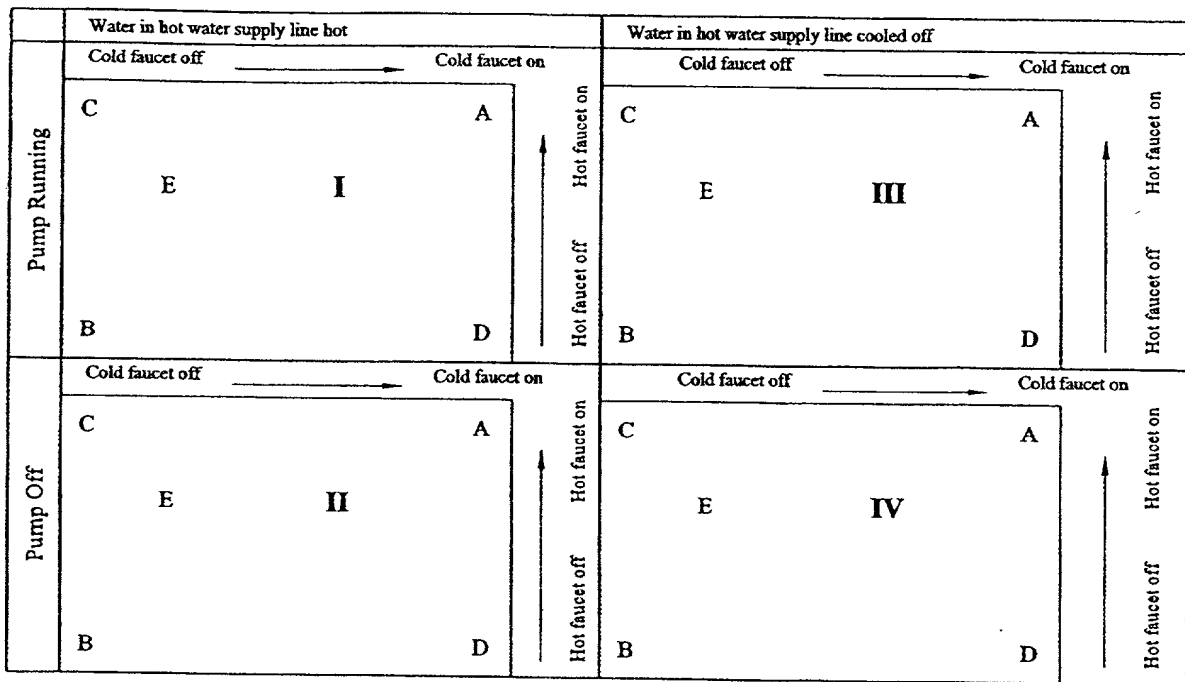 Water in hot water supply line hot
Water in hot water supply line cooled off
Pump Running
Cold faucet off
Cold faucet on
C
A
E
I
B
D
Hot faucet on
Hot faucet off
Cold faucet off
Cold faucet on
C
A
E
III
B
D
Hot faucet on
Hot faucet off
Pump Off
Cold faucet off
Cold faucet on
C
A
E
II
B
D
Hot faucet on
Hot faucet off
Cold faucet off
Cold faucet on
C
A
E
IV
B
D
Hot faucet on
Hot faucet off